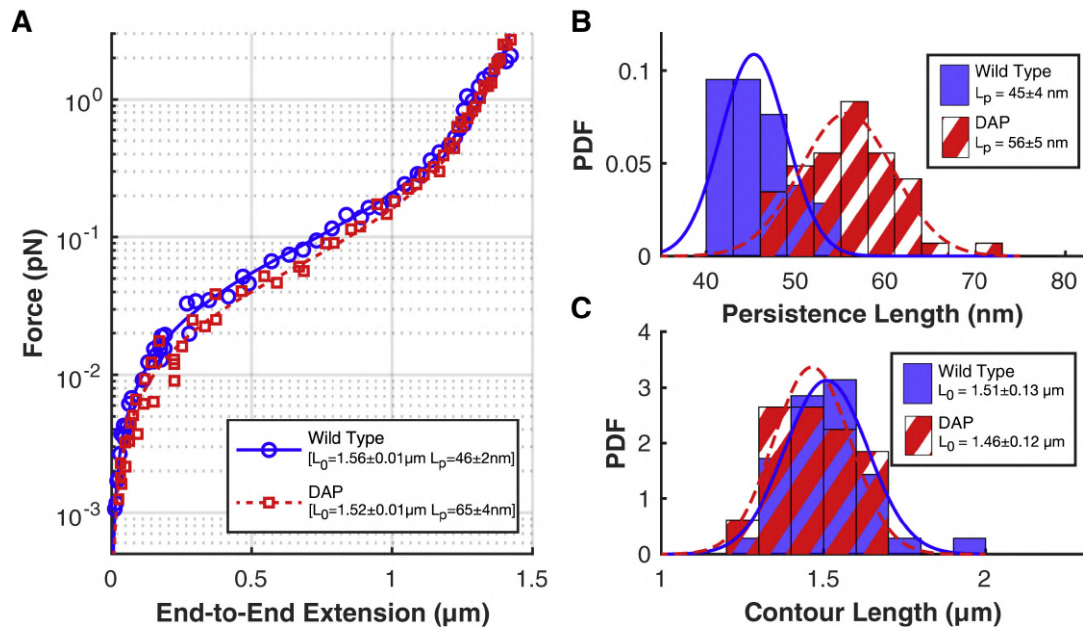 A
Force (pN)
10⁰
10⁻¹
10⁻²
10⁻³
0
0.5
1
1.5
End-to-End Extension (μm)
Wild Type
[L₀=1.56±0.01μm Lₚ=46±2nm]
DAP
[L₀=1.52±0.01μm Lₚ=65±4nm]
B
PDF
0.1
0.05
0
40
50
60
70
80
Persistence Length (nm)
Wild Type
Lₚ = 45±4 nm
DAP
Lₚ = 56±5 nm
C
PDF
4
3
2
1
0
1
1.5
2
Contour Length (μm)
Wild Type
L₀ = 1.51±0.13 μm
DAP
L₀ = 1.46±0.12 μm